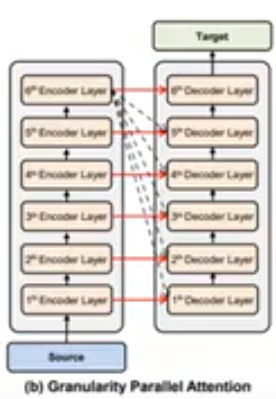 Target
6th Encoder Layer
6th Decoder Layer
5th Encoder Layer
5th Decoder Layer
4th Encoder Layer
4th Decoder Layer
3rd Encoder Layer
3rd Decoder Layer
2nd Encoder Layer
2nd Decoder Layer
1st Encoder Layer
1st Decoder Layer
Source
(b) Granularity Parallel Attention